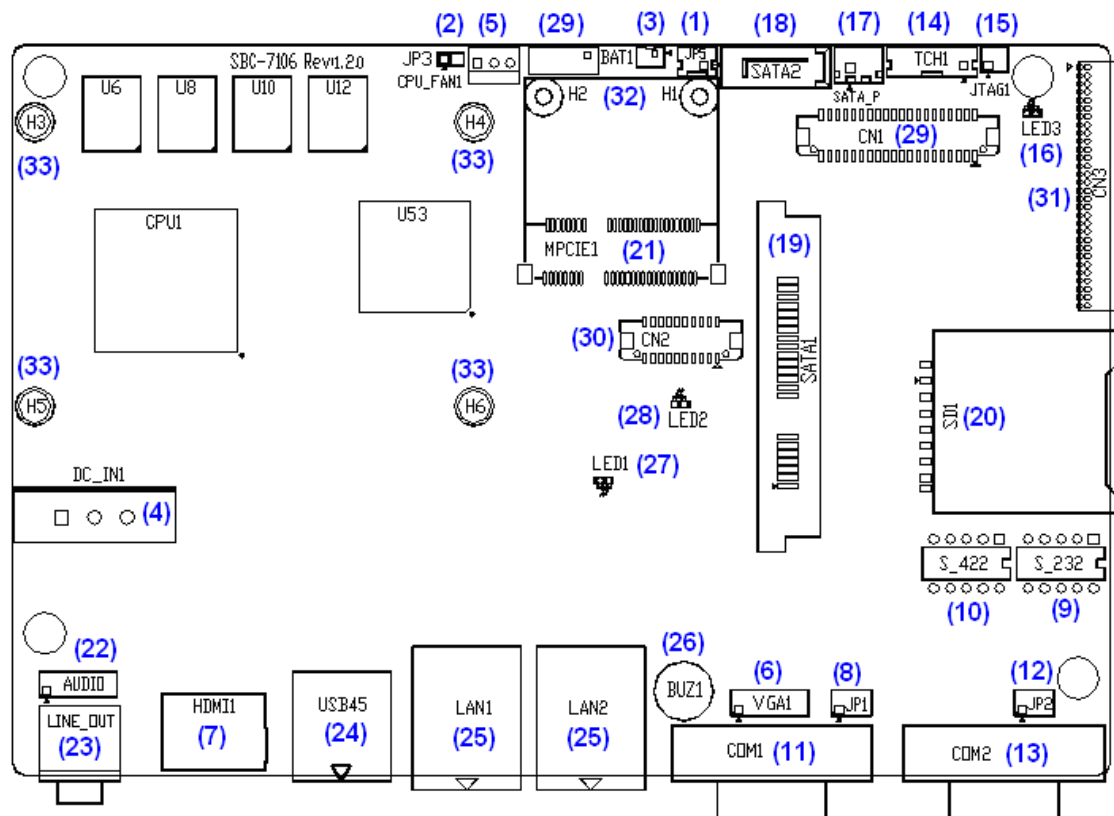 (2) (5) (29) (3) (1) (18) (17) (14) (15)
SBC-7106 Rev:1.20 JP3 BAT1 JP5 SATA2 TCH1
CPU_FAN1 SATA_P JTAG1
U6 U8 U10 U12 H2 (32) H1
H3 H4 CN1 (29) LED3
(33) (33) (16)
CPU1 U53 (31) CN3
MPCIE1 (21) (19)
(30) CN2 SATA1
(33) (33)
H5 H6 (28) LED2 SD1 (20)
LED1 (27)
DC_IN1
(4)
S_422 S_232
(10) (9)
(22) (26) (6) (8) (12)
AUDIO BUZ1 VGA1 JP1 JP2
LINE_OUT HDMI1 USB45 LAN1 LAN2
(23) (7) (24) (25) (25) COM1 (11) COM2 (13)